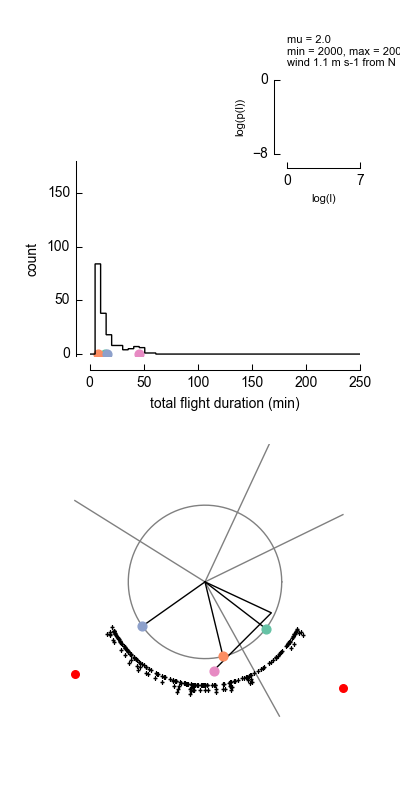 mu = 2.0
min = 2000, max = 200
wind 1.1 m s-1 from N
0
log(p(l))
−8
0 7
log(l)
150
100
50
0
count
0 50 100 150 200 250
total flight duration (min)